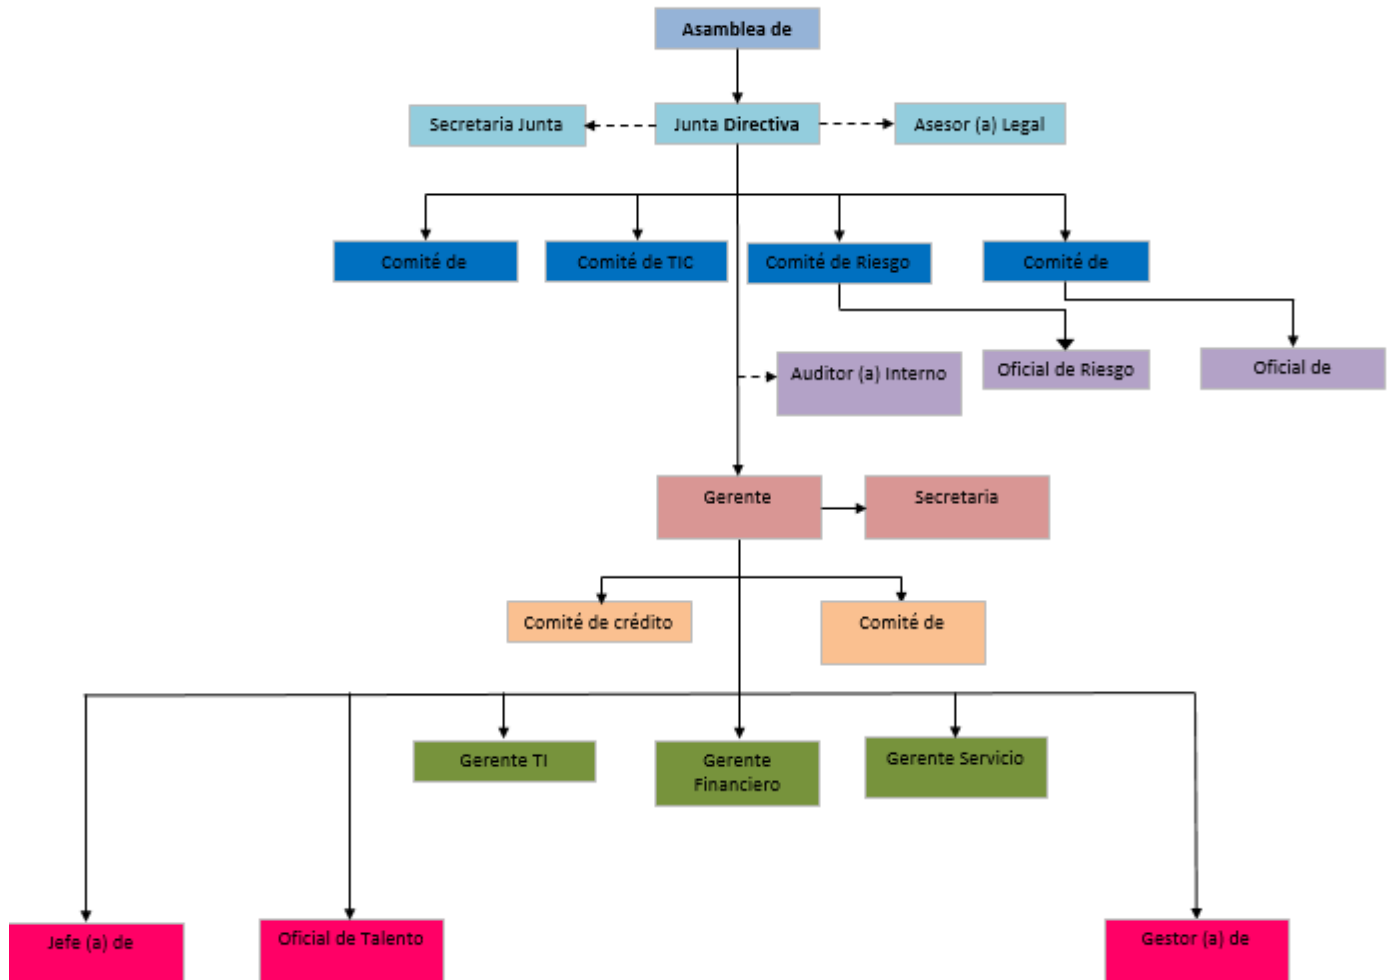 Asamblea de
Secretaria Junta
Junta Directiva
Asesor (a) Legal
Comité de
Comité de TIC
Comité de Riesgo
Comité de
Auditor (a) Interno
Oficial de Riesgo
Oficial de
Gerente
Secretaria
Comité de crédito
Comité de
Gerente TI
Gerente
Financiero
Gerente Servicio
Jefe (a) de
Oficial de Talento
Gestor (a) de